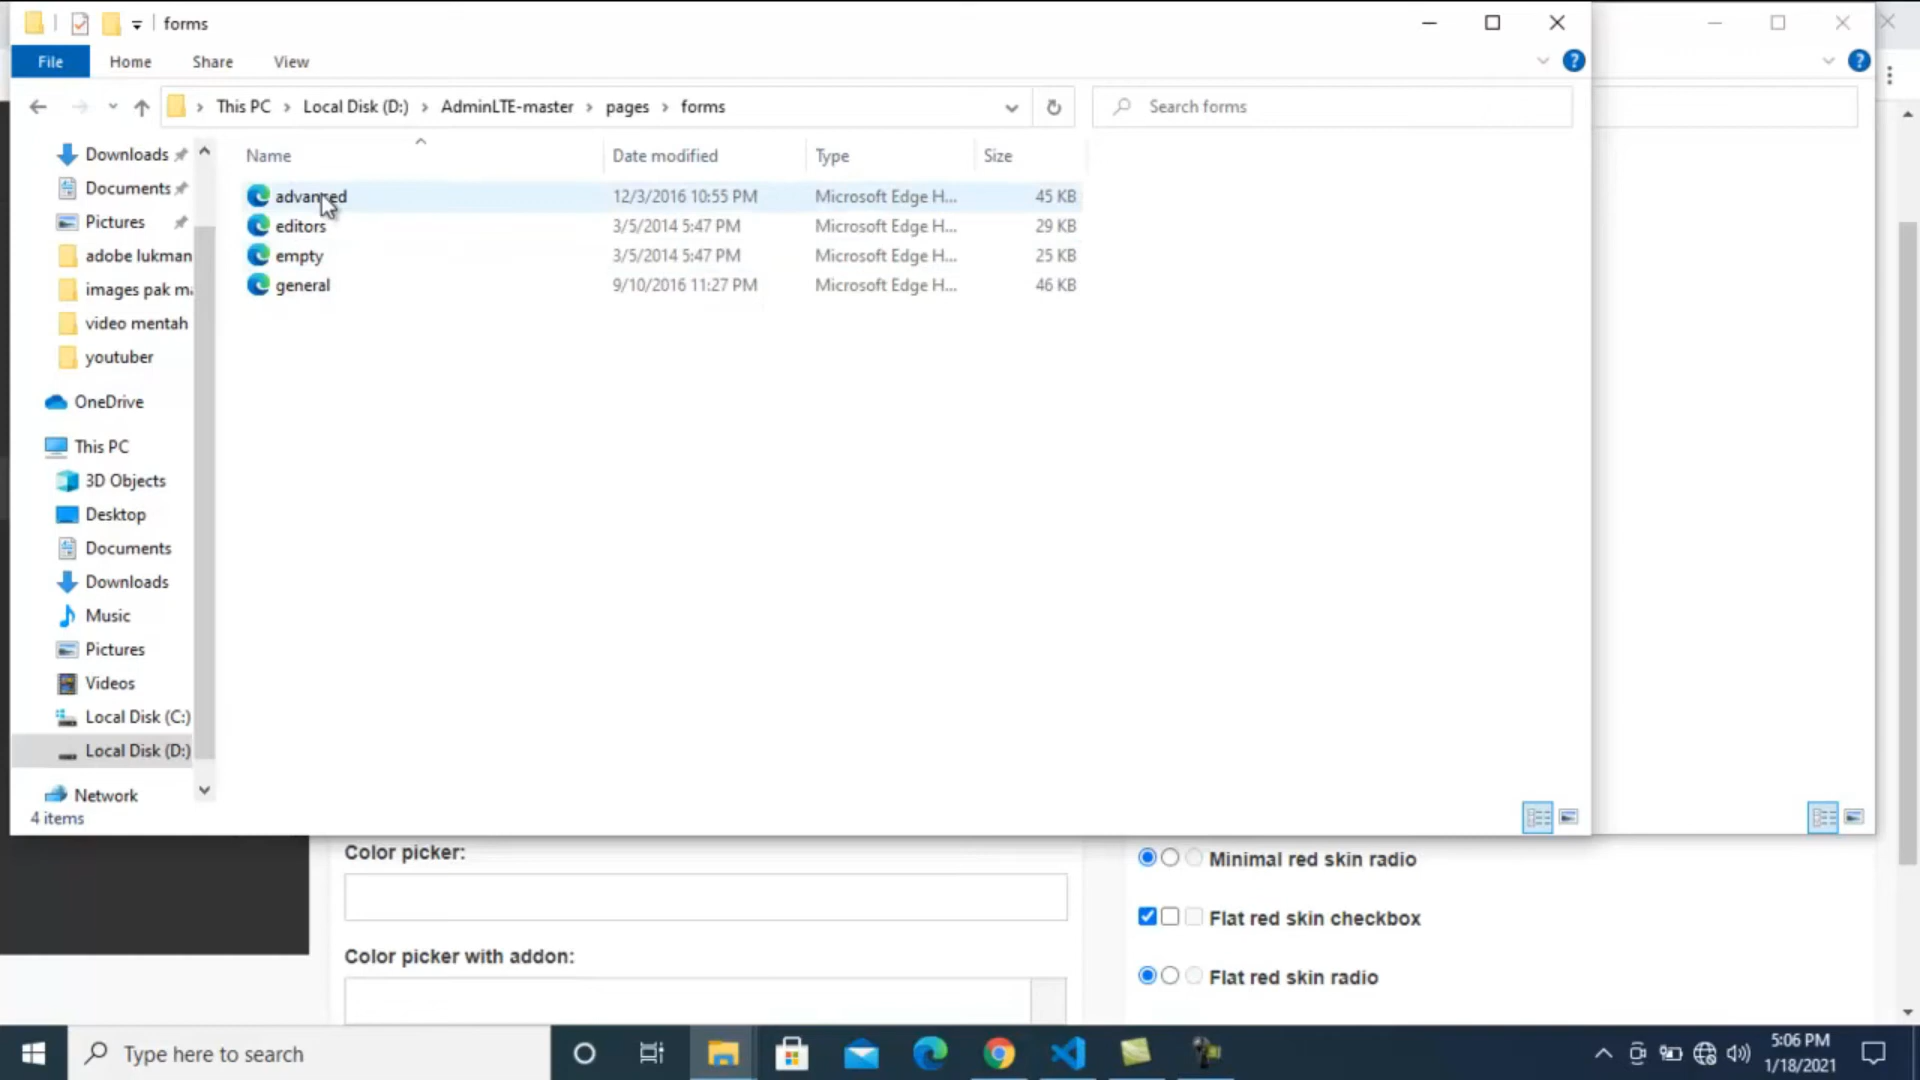 forms
File Home Share View
This PC Local Disk (D:) AdminLTE-master pages forms
Search forms
Name Date modified Type Size
advanced 12/3/2016 10:55 PM Microsoft Edge H... 45 KB
editors 3/5/2014 5:47 PM Microsoft Edge H... 29 KB
empty 3/5/2014 5:47 PM Microsoft Edge H... 25 KB
general 9/10/2016 11:27 PM Microsoft Edge H... 46 KB
Downloads
Documents
Pictures
adobe lukman
images pak
video mentah
youtuber
OneDrive
This PC
3D Objects
Desktop
Documents
Downloads
Music
Pictures
Videos
Local Disk (C:)
Local Disk (D:)
Network
4 items
Color picker:
Color picker with addon:
Minimal red skin radio
Flat red skin checkbox
Flat red skin radio
Type here to search
5:06 PM
1/18/2021